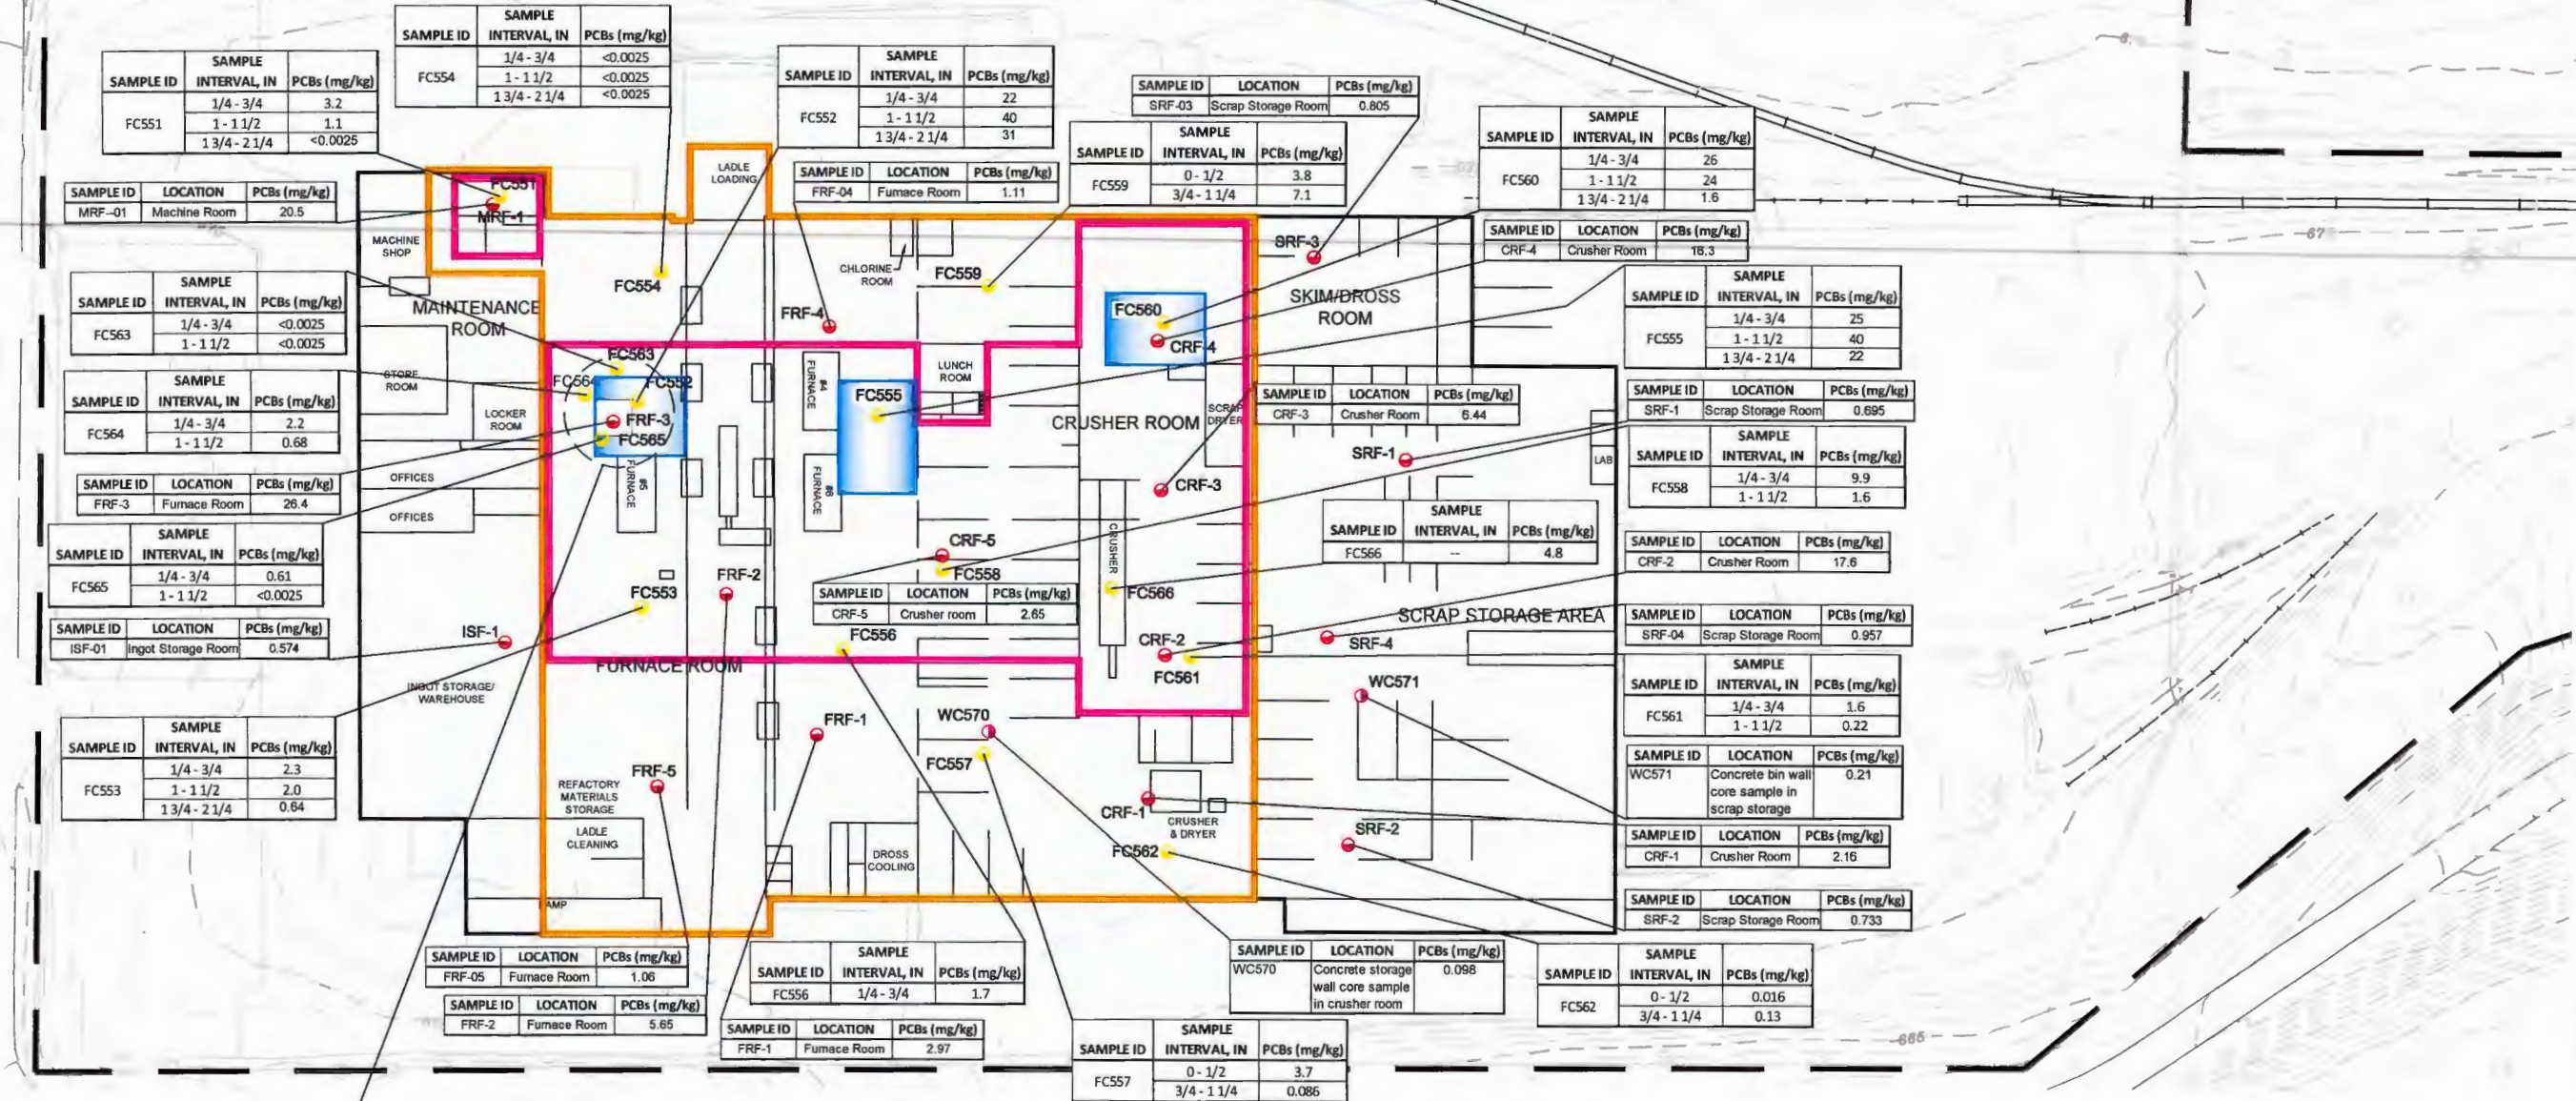 SAMPLE ID SAMPLE INTERVAL, IN PCBs (mg/kg)
FC554 1/4 - 3/4 <0.0025
1 - 1 1/2 <0.0025
1 3/4 - 2 1/4 <0.0025
SAMPLE ID SAMPLE INTERVAL, IN PCBs (mg/kg)
FC551 1/4 - 3/4 3.2
1 - 1 1/2 1.1
1 3/4 - 2 1/4 <0.0025
SAMPLE ID SAMPLE INTERVAL, IN PCBs (mg/kg)
FC552 1/4 - 3/4 22
1 - 1 1/2 40
1 3/4 - 2 1/4 31
SAMPLE ID LOCATION PCBs (mg/kg)
SRF-03 Scrap Storage Room 0.805
SAMPLE ID SAMPLE INTERVAL, IN PCBs (mg/kg)
FC559 0 - 1/2 3.8
3/4 - 1 1/4 7.1
SAMPLE ID SAMPLE INTERVAL, IN PCBs (mg/kg)
FC560 1/4 - 3/4 26
1 - 1 1/2 24
1 3/4 - 2 1/4 1.6
SAMPLE ID LOCATION PCBs (mg/kg)
MRF--01 Machine Room 20.5
SAMPLE ID LOCATION PCBs (mg/kg)
FRF-04 Furnace Room 1.11
SAMPLE ID LOCATION PCBs (mg/kg)
CRF-4 Crusher Room 16.3
SAMPLE ID SAMPLE INTERVAL, IN PCBs (mg/kg)
FC563 1/4 - 3/4 <0.0025
1 - 1 1/2 <0.0025
SAMPLE ID SAMPLE INTERVAL, IN PCBs (mg/kg)
FC555 1/4 - 3/4 25
1 - 1 1/2 40
1 3/4 - 2 1/4 22
SAMPLE ID SAMPLE INTERVAL, IN PCBs (mg/kg)
FC564 1/4 - 3/4 2.2
1 - 1 1/2 0.68
SAMPLE ID LOCATION PCBs (mg/kg)
CRF-3 Crusher Room 6.44
SAMPLE ID LOCATION PCBs (mg/kg)
SRF-1 Scrap Storage Room 0.695
SAMPLE ID SAMPLE INTERVAL, IN PCBs (mg/kg)
FC558 1/4 - 3/4 9.9
1 - 1 1/2 1.6
SAMPLE ID LOCATION PCBs (mg/kg)
FRF-3 Furnace Room 26.4
SAMPLE ID SAMPLE INTERVAL, IN PCBs (mg/kg)
FC566 -- 4.8
SAMPLE ID SAMPLE INTERVAL, IN PCBs (mg/kg)
FC565 1/4 - 3/4 0.61
1 - 1 1/2 <0.0025
SAMPLE ID LOCATION PCBs (mg/kg)
CRF-2 Crusher Room 17.6
SAMPLE ID LOCATION PCBs (mg/kg)
CRF-5 Crusher room 2.65
SAMPLE ID LOCATION PCBs (mg/kg)
ISF-01 Ingot Storage Room 0.574
SAMPLE ID LOCATION PCBs (mg/kg)
SRF-04 Scrap Storage Room 0.957
SAMPLE ID SAMPLE INTERVAL, IN PCBs (mg/kg)
FC561 1/4 - 3/4 1.6
1 - 1 1/2 0.22
SAMPLE ID SAMPLE INTERVAL, IN PCBs (mg/kg)
FC553 1/4 - 3/4 2.3
1 - 1 1/2 2.0
1 3/4 - 2 1/4 0.64
SAMPLE ID LOCATION PCBs (mg/kg)
WC571 Concrete bin wall 0.21
core sample in
scrap storage
SAMPLE ID LOCATION PCBs (mg/kg)
CRF-1 Crusher Room 2.16
SAMPLE ID LOCATION PCBs (mg/kg)
SRF-2 Scrap Storage Room 0.733
SAMPLE ID LOCATION PCBs (mg/kg)
FRF-05 Furnace Room 1.06
SAMPLE ID LOCATION PCBs (mg/kg)
FRF-2 Furnace Room 5.65
SAMPLE ID SAMPLE INTERVAL, IN PCBs (mg/kg)
FC556 1/4 - 3/4 1.7
SAMPLE ID LOCATION PCBs (mg/kg)
FRF-1 Furnace Room 2.97
SAMPLE ID LOCATION PCBs (mg/kg)
WC570 Concrete storage 0.098
wall core sample
in crusher room
SAMPLE ID SAMPLE INTERVAL, IN PCBs (mg/kg)
FC562 0 - 1/2 0.016
3/4 - 1 1/4 0.13
SAMPLE ID SAMPLE INTERVAL, IN PCBs (mg/kg)
FC557 0 - 1/2 3.7
3/4 - 1 1/4 0.086
FC551
MRF-1
LADLE
LOADING
MACHINE
SHOP
MAINTENANCE
ROOM
FC554
CHLORINE
ROOM
FC559
FRF-4
SRF-3
SKIM/DROSS
ROOM
FC560
CRF-4
FC563
FC564
FC552
FRF-3
FC565
STORE
ROOM
LOCKER
ROOM
OFFICES
OFFICES
#5
FURNACE
#4
FURNACE
#6
FURNACE
FC555
LUNCH
ROOM
CRUSHER ROOM
SCRAP
DRYER
CRF-3
SRF-1
LAB
CRUSHER
CRF-5
FC558
FC566
FRF-2
FC553
FC556
ISF-1
FURNACE ROOM
INGOT STORAGE/
WAREHOUSE
CRF-2
FC561
SRF-4
SCRAP STORAGE AREA
WC571
FRF-1
WC570
FC557
FRF-5
REFACTORY
MATERIALS
STORAGE
LADLE
CLEANING
AMP
DROSS
COOLING
CRF-1
CRUSHER
& DRYER
FC562
SRF-2
67
665